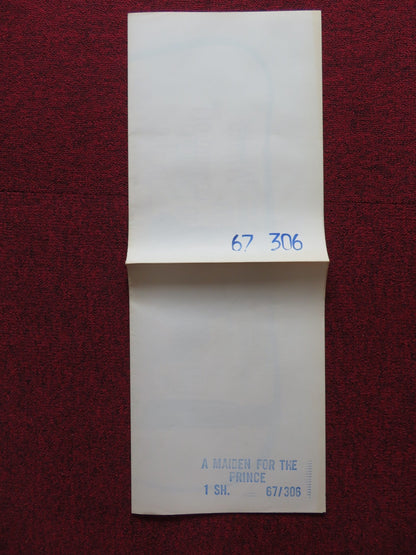 67 306
A MAIDEN FOR THE
PRINCE
1 SH. 67/306